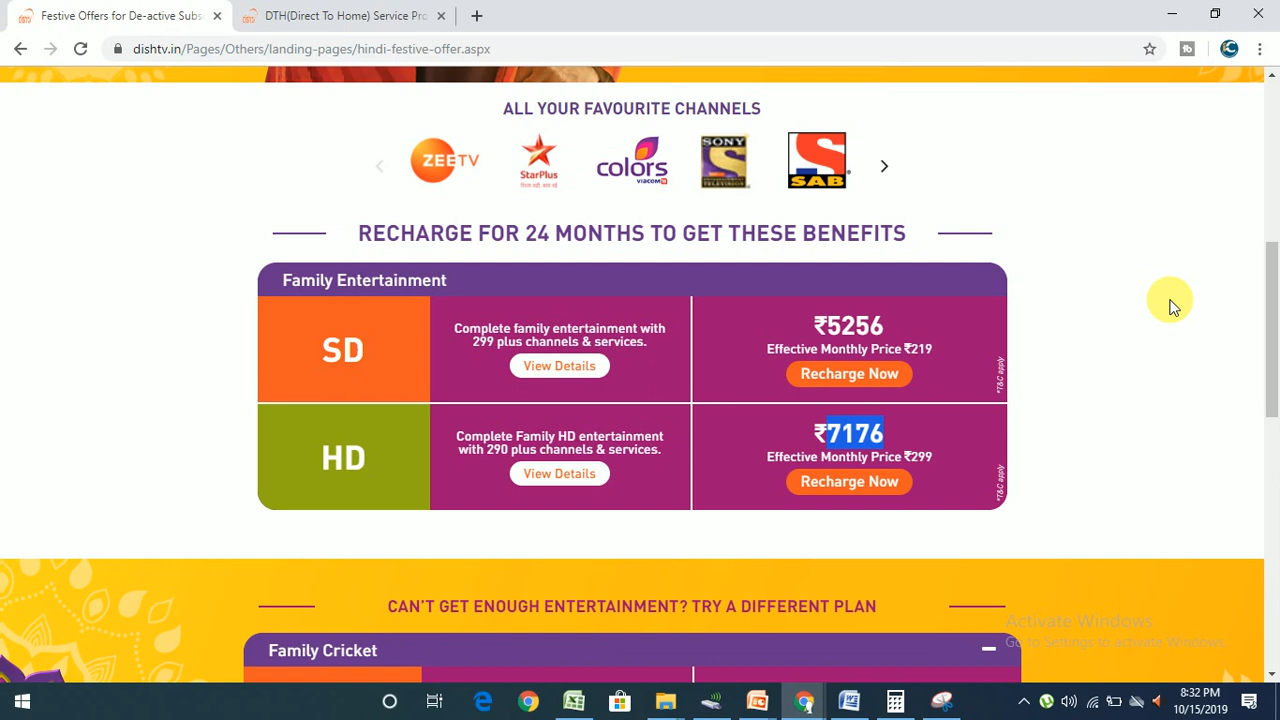 Festive Offers for De-active Subs
DTH(Direct To Home) Service Pro
dishtv.in/Pages/Others/landing-pages/hindi-festive-offer.aspx
ALL YOUR FAVOURITE CHANNELS
ZEETV
StarPlus
colors
VIACOM18
SONY
TELEVISION
SAB
RECHARGE FOR 24 MONTHS TO GET THESE BENEFITS
Family Entertainment
SD
Complete family entertainment with
299 plus channels & services.
View Details
₹5256
Effective Monthly Price ₹219
Recharge Now
*T&C apply
HD
Complete Family HD entertainment
with 290 plus channels & services.
View Details
₹7176
Effective Monthly Price ₹299
Recharge Now
*T&C apply
CAN'T GET ENOUGH ENTERTAINMENT? TRY A DIFFERENT PLAN
Family Cricket
Activate Windows
Go to Settings to activate Windows.
8:32 PM
10/15/2019